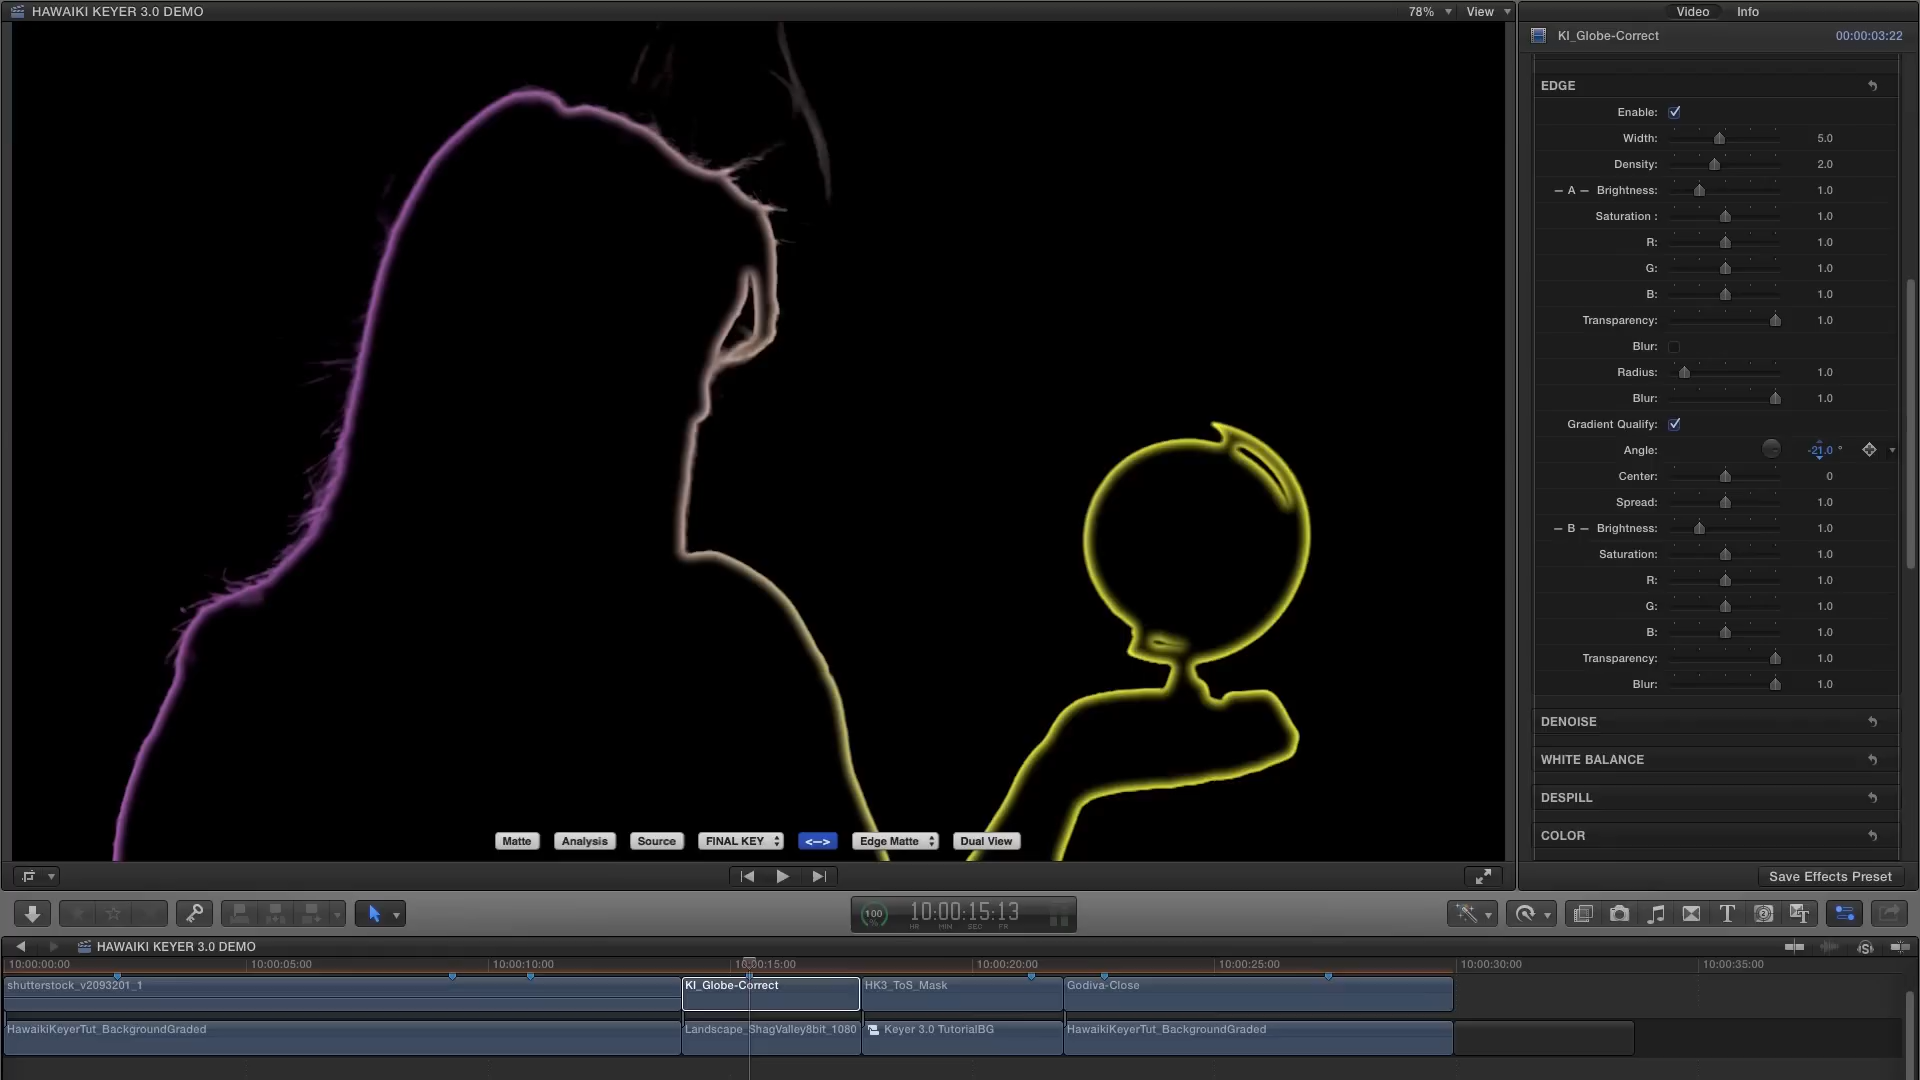 HAWAIKI KEYER 3.0 DEMO
78% View
Video Info
KI_Globe-Correct 00:00:03:22
EDGE
Enable:
Width: 5.0
Density: 2.0
— A — Brightness: 1.0
Saturation : 1.0
R: 1.0
G: 1.0
B: 1.0
Transparency: 1.0
Blur:
Radius: 1.0
Blur: 1.0
Gradient Qualify:
Angle: -21.0 °
Center: 0
Spread: 1.0
— B — Brightness: 1.0
Saturation: 1.0
R: 1.0
G: 1.0
B: 1.0
Transparency: 1.0
Blur: 1.0
DENOISE
WHITE BALANCE
DESPILL
COLOR
Save Effects Preset
Matte Analysis Source FINAL KEY <--> Edge Matte Dual View
100 % 10:00:15:13
HR MIN SEC FR
HAWAIKI KEYER 3.0 DEMO
10:00:00:00 10:00:05:00 10:00:10:00 10:00:15:00 10:00:20:00 10:00:25:00 10:00:30:00 10:00:35:00
shutterstock_v2093201_1 KI_Globe-Correct HK3_ToS_Mask Godiva-Close
HawaikiKeyerTut_BackgroundGraded Landscape_ShagValley8bit_1080 Keyer 3.0 TutorialBG HawaikiKeyerTut_BackgroundGraded